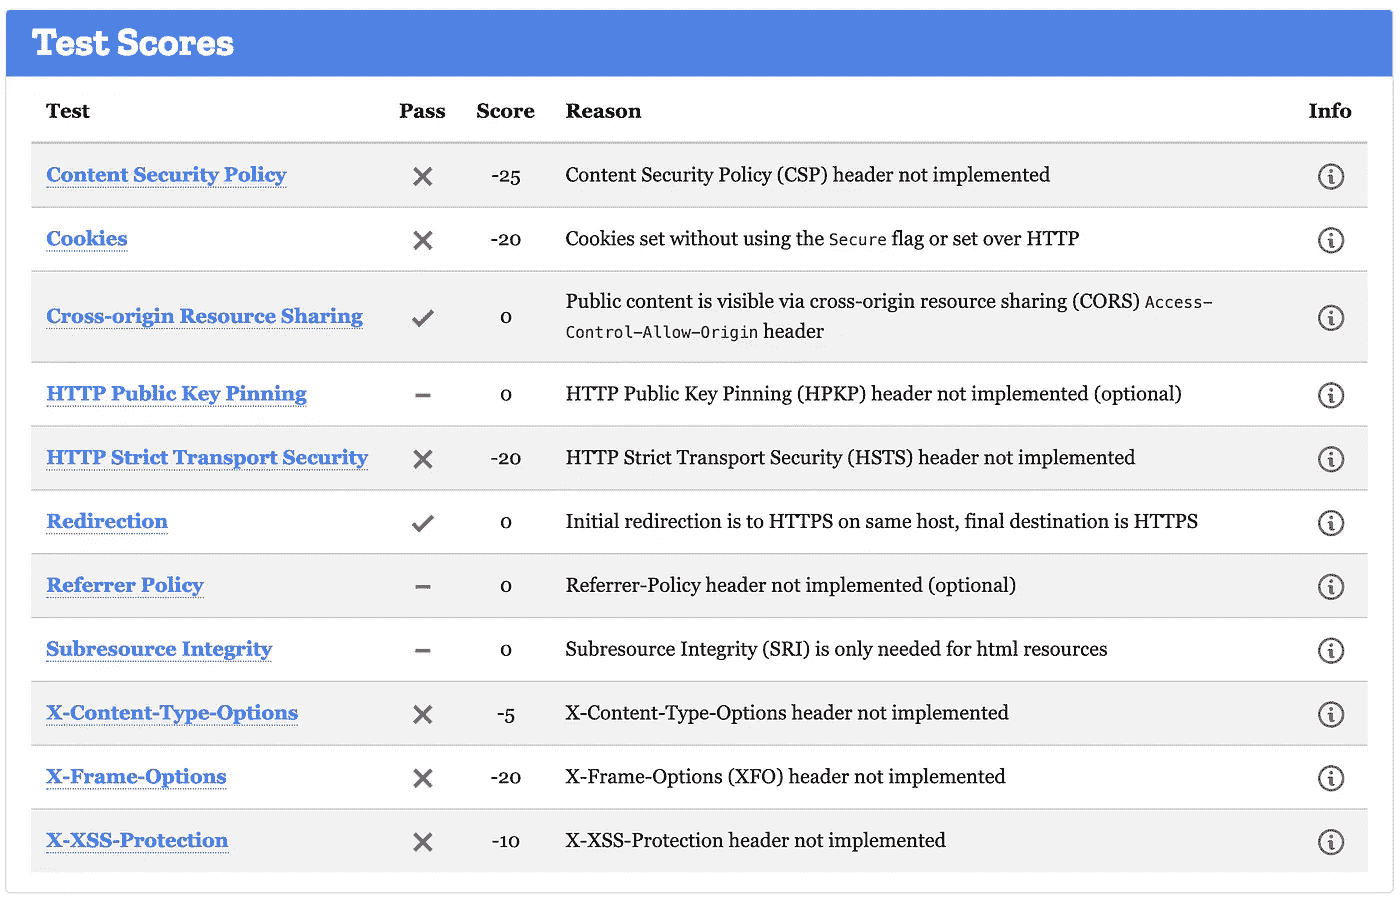 Test Scores
Test Pass Score Reason Info
Content Security Policy -25 Content Security Policy (CSP) header not implemented
Cookies -20 Cookies set without using the Secure flag or set over HTTP
Cross-origin Resource Sharing 0 Public content is visible via cross-origin resource sharing (CORS) Access-
Control-Allow-Origin header
HTTP Public Key Pinning 0 HTTP Public Key Pinning (HPKP) header not implemented (optional)
HTTP Strict Transport Security -20 HTTP Strict Transport Security (HSTS) header not implemented
Redirection 0 Initial redirection is to HTTPS on same host, final destination is HTTPS
Referrer Policy 0 Referrer-Policy header not implemented (optional)
Subresource Integrity 0 Subresource Integrity (SRI) is only needed for html resources
X-Content-Type-Options -5 X-Content-Type-Options header not implemented
X-Frame-Options -20 X-Frame-Options (XFO) header not implemented
X-XSS-Protection -10 X-XSS-Protection header not implemented